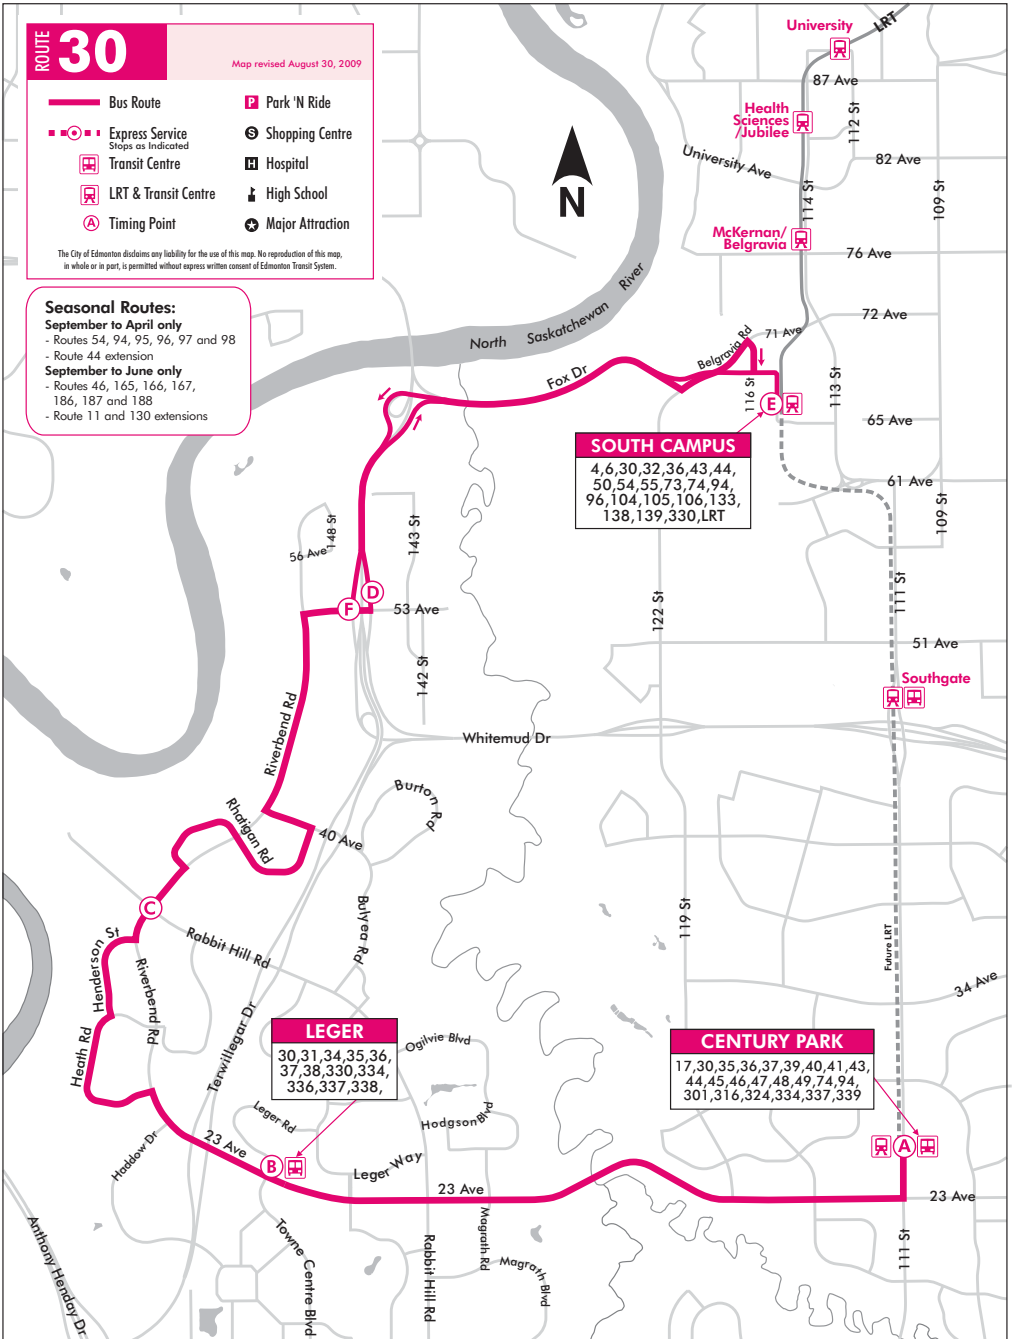 ROUTE 30
Map revised August 30, 2009
Bus Route
Express Service
Stops as Indicated
Transit Centre
LRT & Transit Centre
A Timing Point
P Park 'N Ride
S Shopping Centre
H Hospital
High School
Major Attraction
The City of Edmonton disclaims any liability for the use of this map. No reproduction of this map,
in whole or in part, is permitted without express written consent of Edmonton Transit System.
Seasonal Routes:
September to April only
- Routes 54, 94, 95, 96, 97 and 98
- Route 44 extension
September to June only
- Routes 46, 165, 166, 167,
186, 187 and 188
- Route 11 and 130 extensions
N
University
LRT
87 Ave
Health
Sciences
/Jubilee
112 St
University Ave
82 Ave
114 St
109 St
McKernan/
Belgravia
76 Ave
North Saskatchewan River
72 Ave
71 Ave
Belgravia Rd
Fox Dr
116 St
113 St
E
65 Ave
SOUTH CAMPUS
4,6,30,32,36,43,44,
50,54,55,73,74,94,
96,104,105,106,133,
138,139,330,LRT
61 Ave
109 St
148 St
143 St
56 Ave
D
F
53 Ave
122 St
111 St
51 Ave
142 St
Southgate
Riverbend Rd
Whitemud Dr
Burton Rd
Rhatigan Rd
40 Ave
C
Bulyea Rd
119 St
Henderson St
Rabbit Hill Rd
Future LRT
Riverbend Rd
34 Ave
Heath Rd
Terwillegar Dr
LEGER
30,31,34,35,36,
37,38,330,334,
336,337,338,
Ogilvie Blvd
CENTURY PARK
17,30,35,36,37,39,40,41,43,
44,45,46,47,48,49,74,94,
301,316,324,334,337,339
Leger Rd
Hodgson Blvd
23 Ave
Haddow Dr
A
B
Leger Way
23 Ave
23 Ave
Anthony Henday Dr
Towne Centre Blvd
Rabbit Hill Rd
Magrath Rd
Magrath Blvd
111 St